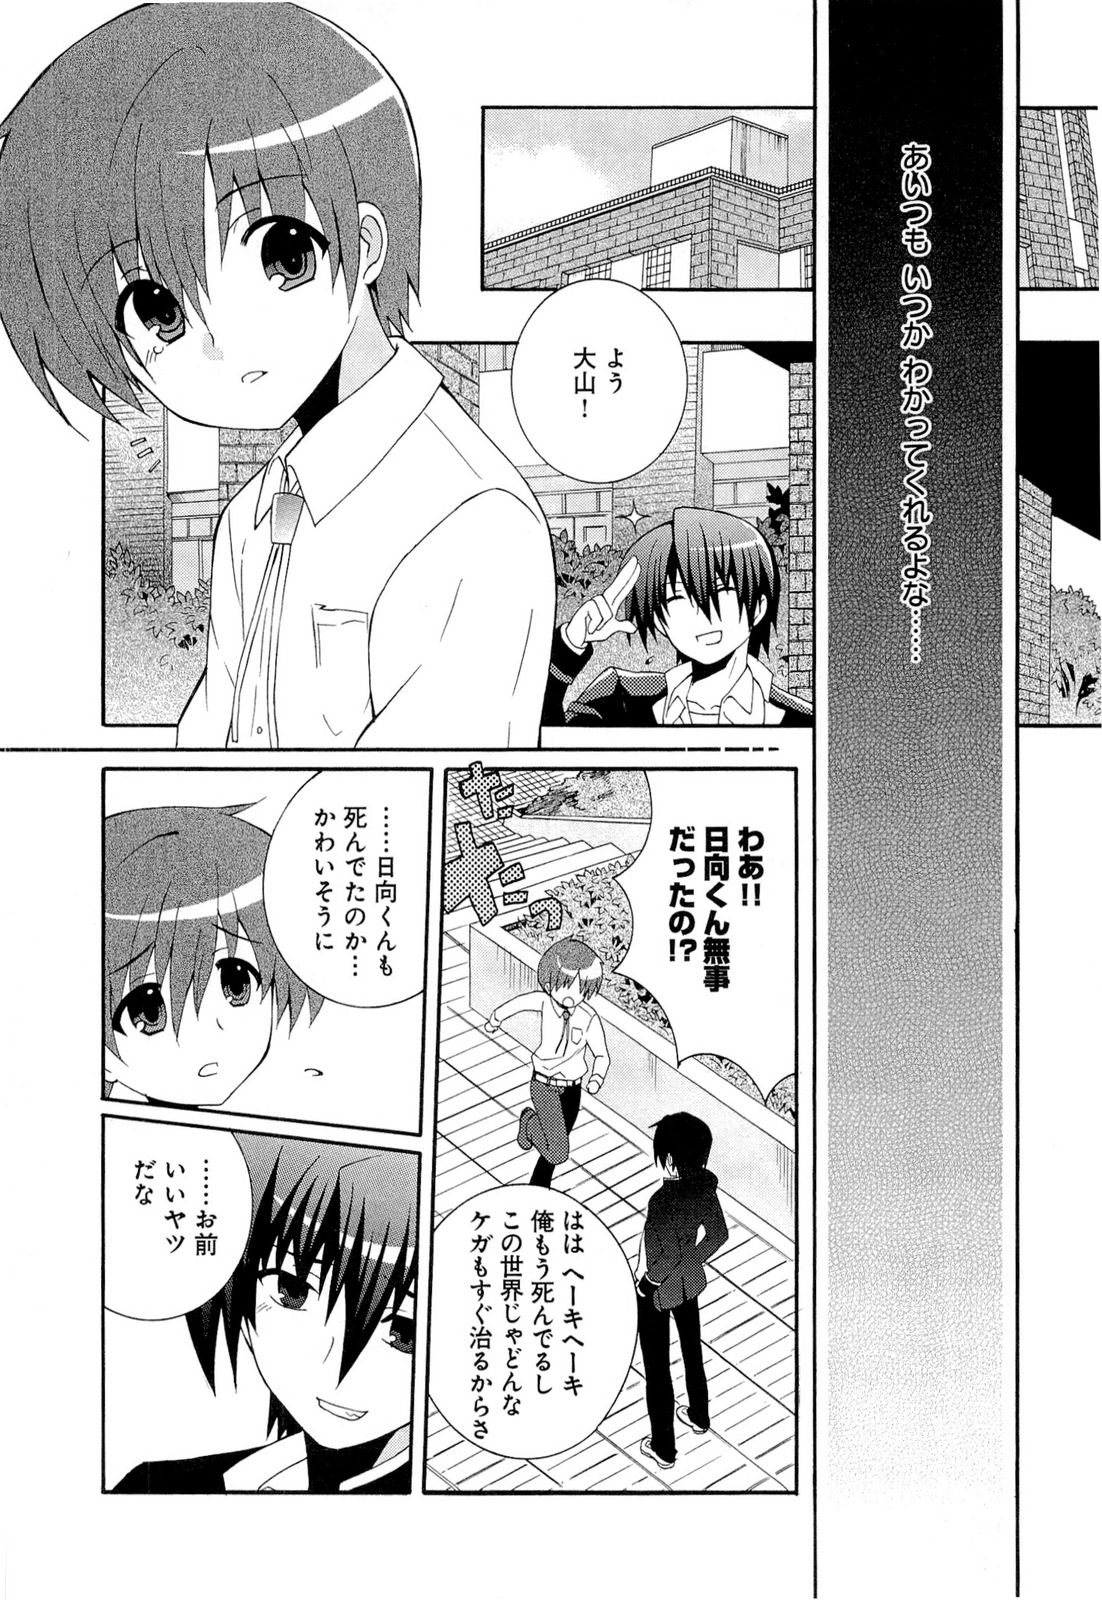 あいつも いつか わかってくれるよな……
よう
大山！
わあ!!
日向くん無事
だったの!?
だきっ
はは ヘーキヘーキ
俺もう死んでるし
この世界じゃどんな
ケガもすぐ治るからさ
……日向くんも
死んでたのか…
かわいそうに
……お前
いいヤツ
だな